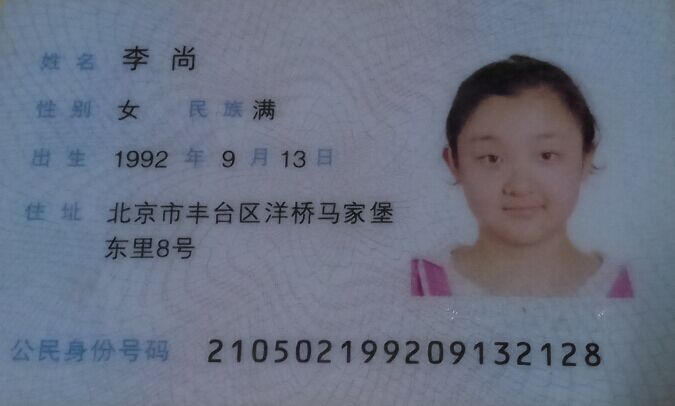 姓名 李尚
性别 女 民族 满
出生 1992 年 9 月 13 日
住址 北京市丰台区洋桥马家堡
东里8号
公民身份号码 210502199209132128